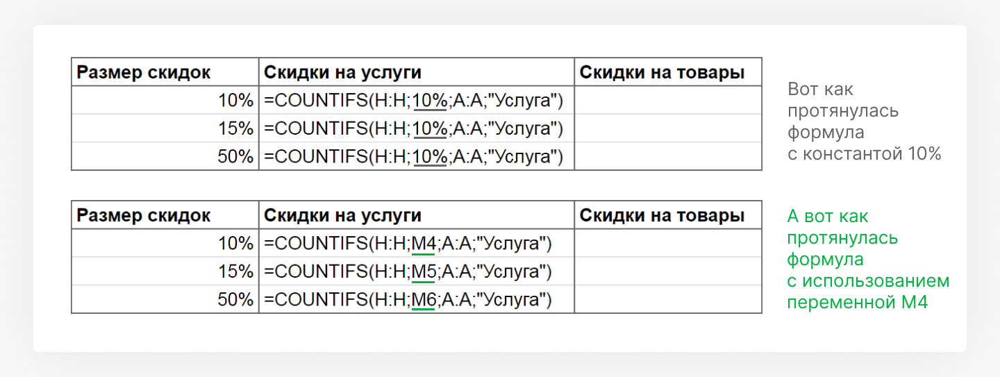 Размер скидок Скидки на услуги Скидки на товары
10% =COUNTIFS(H:H;10%;A:A;"Услуга")
15% =COUNTIFS(H:H;10%;A:A;"Услуга")
50% =COUNTIFS(H:H;10%;A:A;"Услуга")
Вот как
протянулась
формула
с константой 10%
Размер скидок Скидки на услуги Скидки на товары
10% =COUNTIFS(H:H;M4;A:A;"Услуга")
15% =COUNTIFS(H:H;M5;A:A;"Услуга")
50% =COUNTIFS(H:H;M6;A:A;"Услуга")
А вот как
протянулась
формула
с использованием
переменной М4